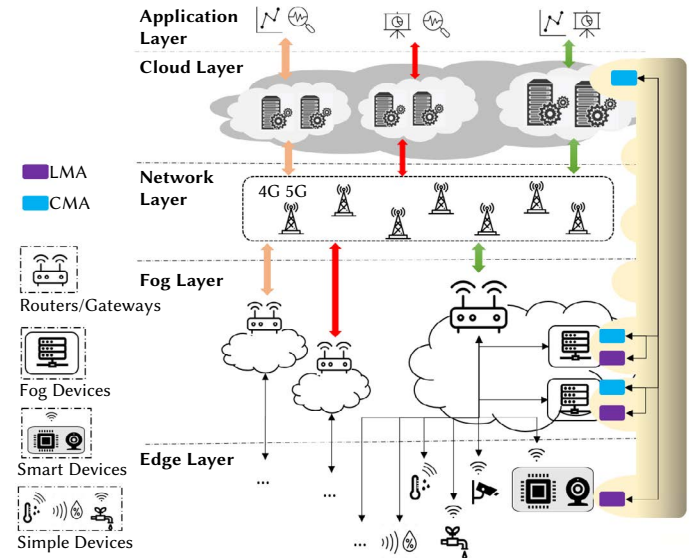 Application
Layer
Cloud Layer
LMA
CMA
Network
Layer
4G 5G
Routers/Gateways
Fog Layer
Fog Devices
Smart Devices
Edge Layer
...
...
...
%
%
Simple Devices